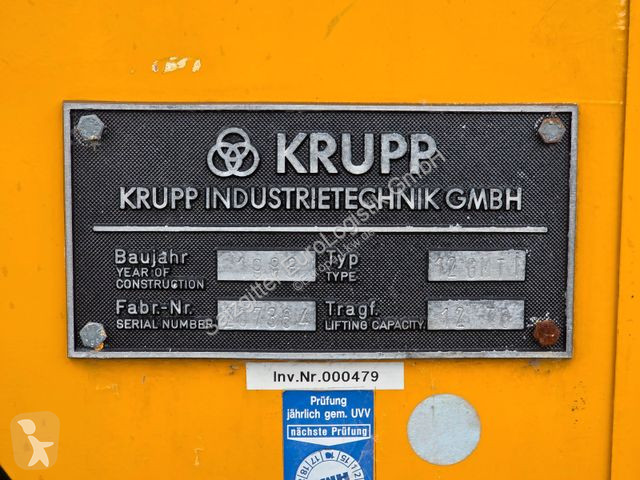 KRUPP
KRUPP INDUSTRIETECHNIK GMBH
Baujahr
YEAR OF
CONSTRUCTION
Typ
TYPE
12GMTJ
Fabr.-Nr.
SERIAL NUMBER
Tragf.
LIFTING CAPACITY
Inv.Nr.000479
Prüfung
jährlich gem. UVV
nächste Prüfung